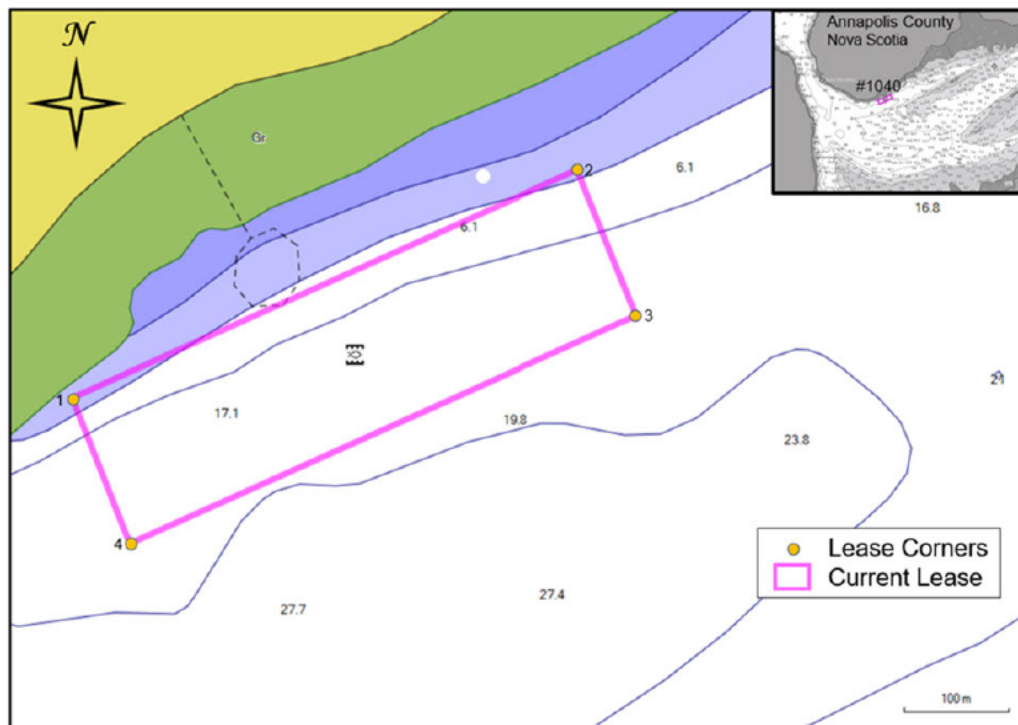 N
Annapolis County
Nova Scotia
#1040
Gr
2
6.1
6.1
16.8
3
1
17.1
19.8
21
23.8
4
Lease Corners
Current Lease
27.7
27.4
100 m